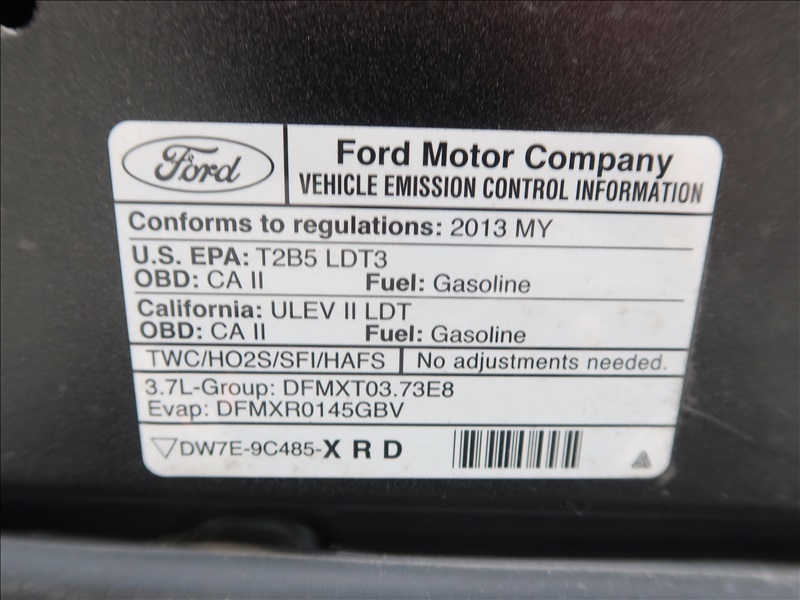 Ford
Ford Motor Company
VEHICLE EMISSION CONTROL INFORMATION
Conforms to regulations: 2013 MY
U.S. EPA: T2B5 LDT3
OBD: CA II Fuel: Gasoline
California: ULEV II LDT
OBD: CA II Fuel: Gasoline
TWC/HO2S/SFI/HAFS No adjustments needed.
3.7L-Group: DFMXT03.73E8
Evap: DFMXR0145GBV
DW7E-9C485-X R D